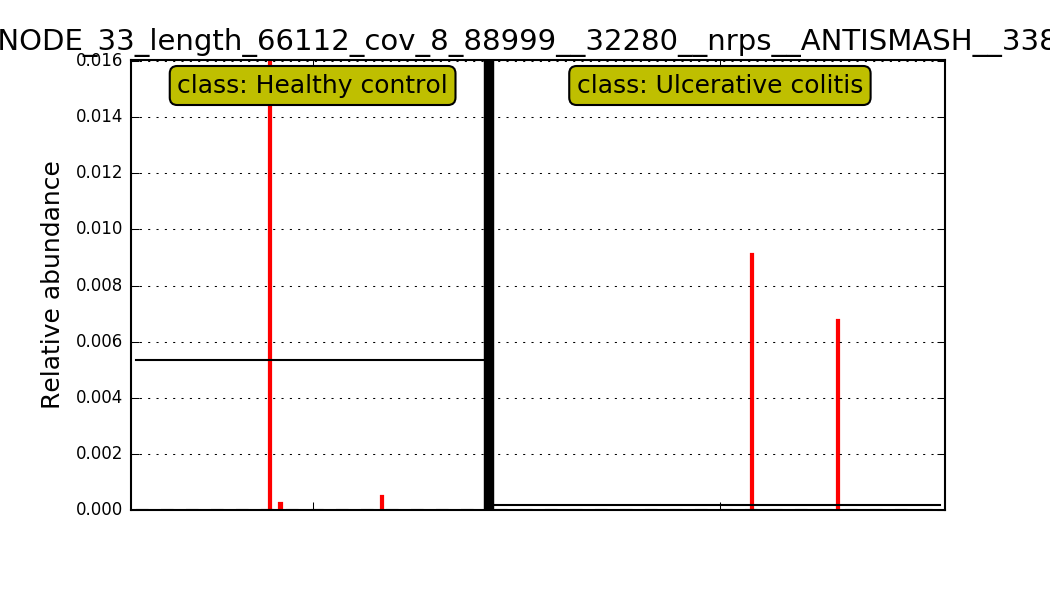 NODE_33_length_66112_cov_8_88999__32280__nrps__ANTISMASH__338
class: Healthy control
class: Ulcerative colitis
Relative abundance
0.016
0.014
0.012
0.010
0.008
0.006
0.004
0.002
0.000